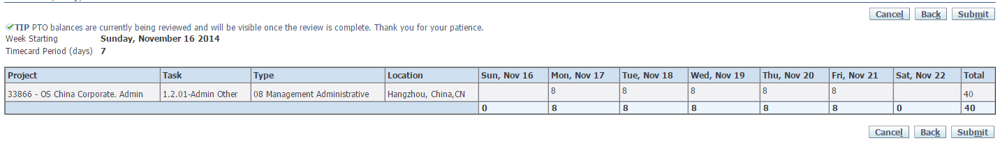 Cancel Back Submit
TIP PTO balances are currently being reviewed and will be visible once the review is complete. Thank you for your patience.
Week Starting Sunday, November 16 2014
Timecard Period (days) 7
Project Task Type Location Sun, Nov 16 Mon, Nov 17 Tue, Nov 18 Wed, Nov 19 Thu, Nov 20 Fri, Nov 21 Sat, Nov 22 Total
33866 - OS China Corporate. Admin 1.2.01-Admin Other 08 Management Administrative Hangzhou, China,CN 8 8 8 8 8 40
0 8 8 8 8 8 0 40
Cancel Back Submit